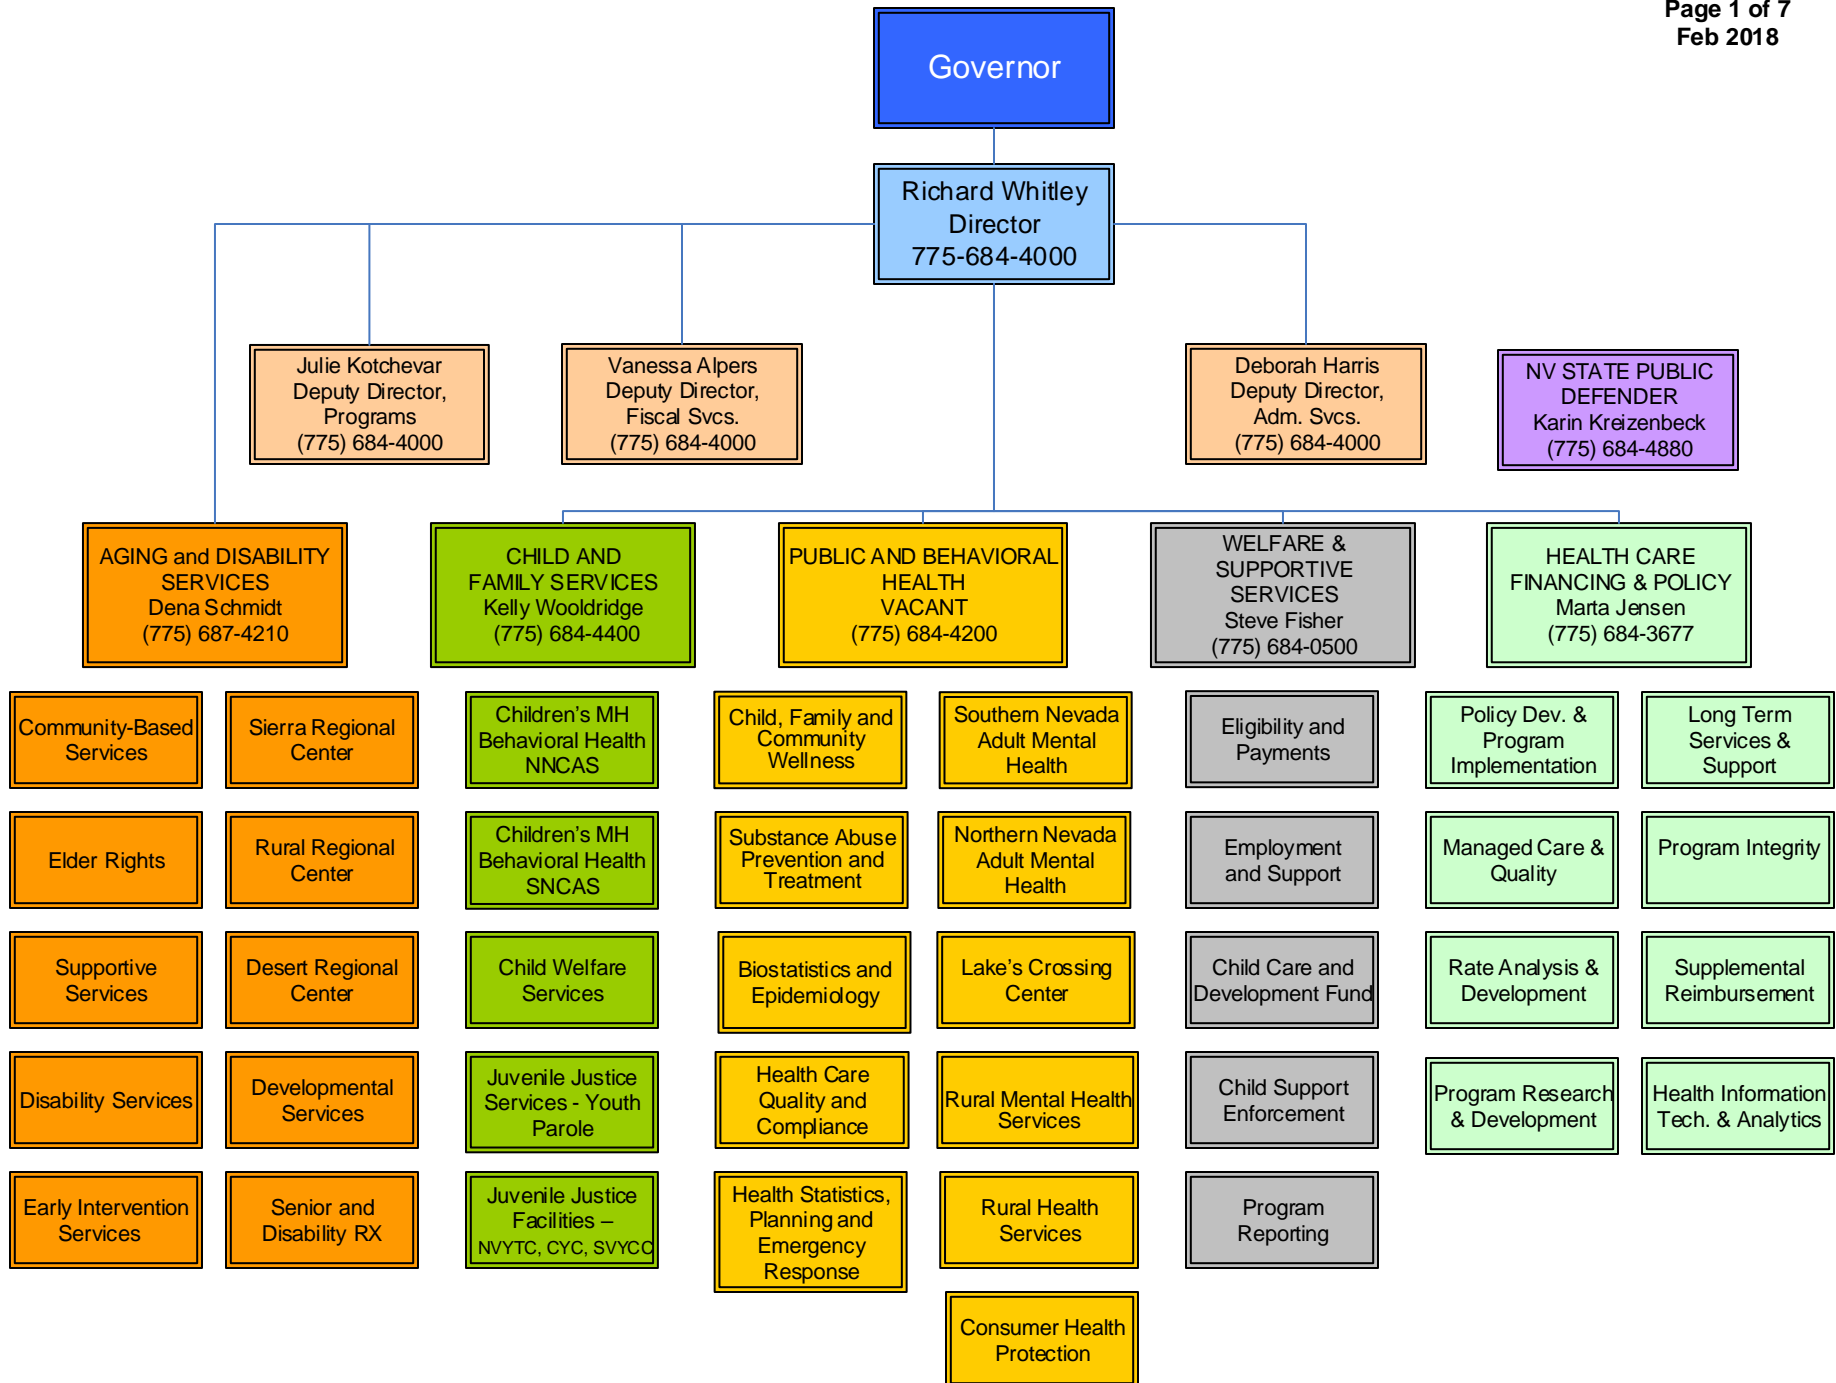 Page 1 of 7
Feb 2018
Governor
Richard Whitley
Director
775-684-4000
Julie Kotchevar
Deputy Director,
Programs
(775) 684-4000
Vanessa Alpers
Deputy Director,
Fiscal Svcs.
(775) 684-4000
Deborah Harris
Deputy Director,
Adm. Svcs.
(775) 684-4000
NV STATE PUBLIC
DEFENDER
Karin Kreizenbeck
(775) 684-4880
AGING and DISABILITY
SERVICES
Dena Schmidt
(775) 687-4210
CHILD AND
FAMILY SERVICES
Kelly Wooldridge
(775) 684-4400
PUBLIC AND BEHAVIORAL
HEALTH
VACANT
(775) 684-4200
WELFARE &
SUPPORTIVE
SERVICES
Steve Fisher
(775) 684-0500
HEALTH CARE
FINANCING & POLICY
Marta Jensen
(775) 684-3677
Community-Based
Services
Sierra Regional
Center
Children's MH
Behavioral Health
NNCAS
Child, Family and
Community
Wellness
Southern Nevada
Adult Mental
Health
Eligibility and
Payments
Policy Dev. &
Program
Implementation
Long Term
Services &
Support
Elder Rights
Rural Regional
Center
Children's MH
Behavioral Health
SNCAS
Substance Abuse
Prevention and
Treatment
Northern Nevada
Adult Mental
Health
Employment
and Support
Managed Care &
Quality
Program Integrity
Supportive
Services
Desert Regional
Center
Child Welfare
Services
Biostatistics and
Epidemiology
Lake's Crossing
Center
Child Care and
Development Fund
Rate Analysis &
Development
Supplemental
Reimbursement
Disability Services
Developmental
Services
Juvenile Justice
Services - Youth
Parole
Health Care
Quality and
Compliance
Rural Mental Health
Services
Child Support
Enforcement
Program Research
& Development
Health Information
Tech. & Analytics
Early Intervention
Services
Senior and
Disability RX
Juvenile Justice
Facilities –
NVYTC, CYC, SVYCC
Health Statistics,
Planning and
Emergency
Response
Rural Health
Services
Program
Reporting
Consumer Health
Protection